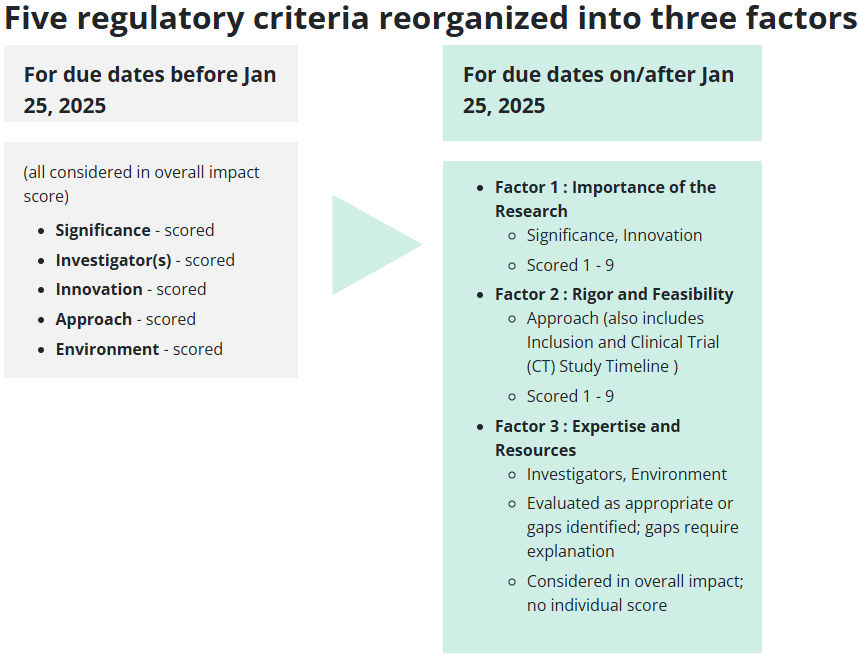 Five regulatory criteria reorganized into three factors
For due dates before Jan
25, 2025
(all considered in overall impact
score)
• Significance - scored
• Investigator(s) - scored
• Innovation - scored
• Approach - scored
• Environment - scored
For due dates on/after Jan
25, 2025
• Factor 1 : Importance of the
Research
◦ Significance, Innovation
◦ Scored 1 - 9
• Factor 2 : Rigor and Feasibility
◦ Approach (also includes
Inclusion and Clinical Trial
(CT) Study Timeline )
◦ Scored 1 - 9
• Factor 3 : Expertise and
Resources
◦ Investigators, Environment
◦ Evaluated as appropriate or
gaps identified; gaps require
explanation
◦ Considered in overall impact;
no individual score